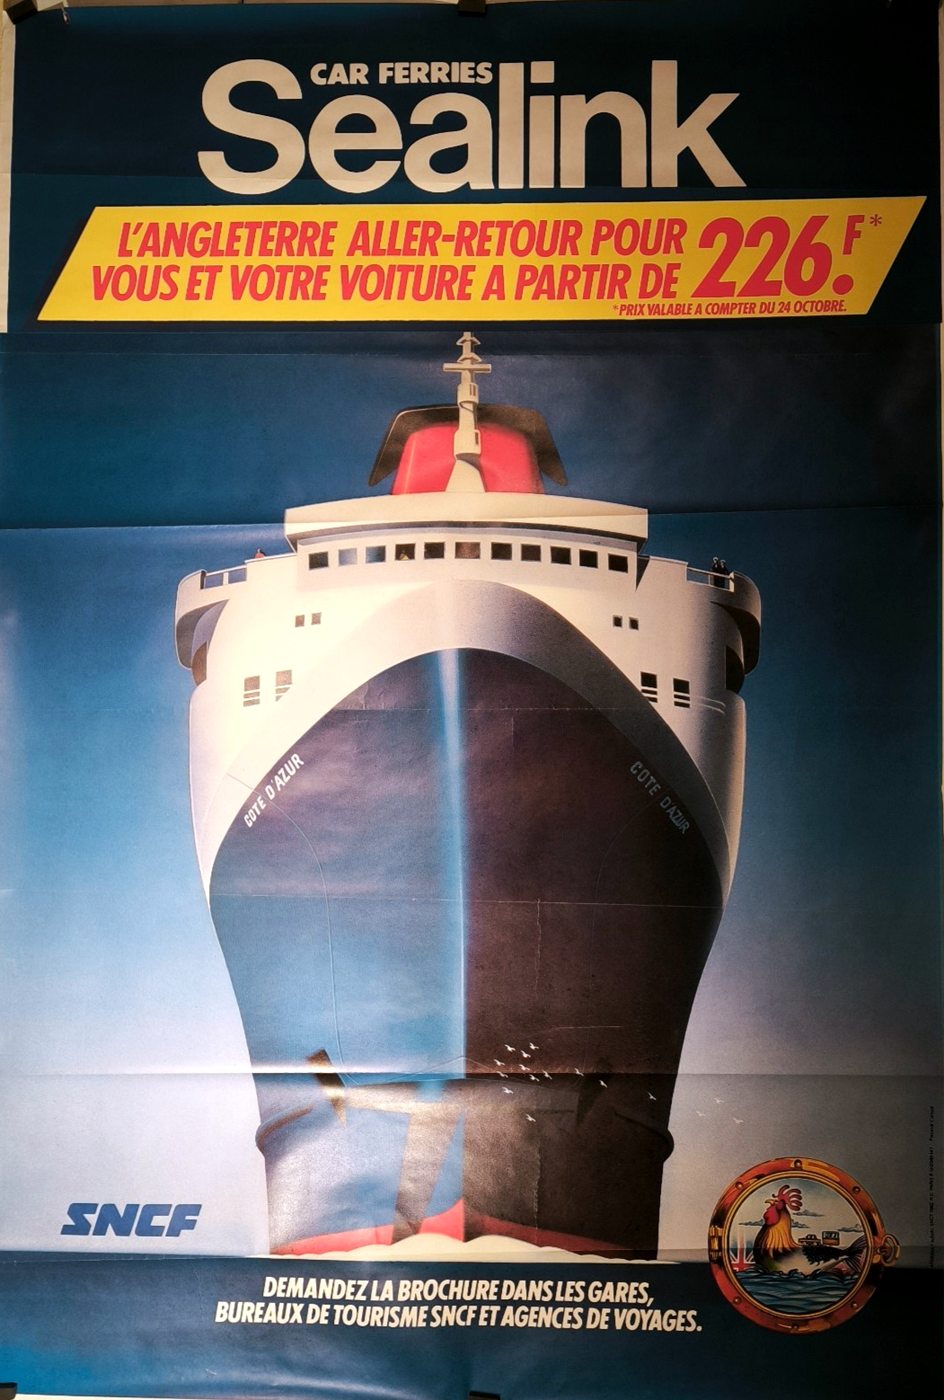 CAR FERRIES
Sealink
L'ANGLETERRE ALLER-RETOUR POUR
VOUS ET VOTRE VOITURE A PARTIR DE 226.F*
*PRIX VALABLE A COMPTER DU 24 OCTOBRE.
COTE D'AZUR
COTE D'AZUR
SNCF
DEMANDEZ LA BROCHURE DANS LES GARES,
BUREAUX DE TOURISME SNCF ET AGENCES DE VOYAGES.